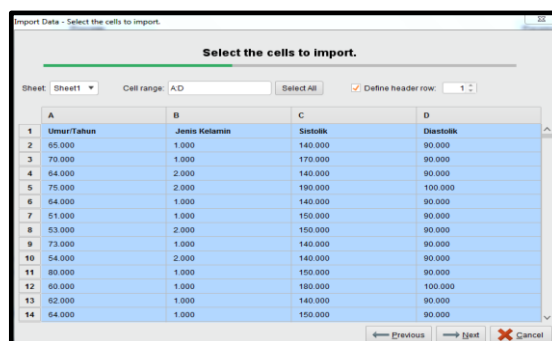 Import Data - Select the cells to import.
Select the cells to import.
Sheet: Sheet1 Cell range: A:D Select All Define header row: 1
A B C D
1 Umur/Tahun Jenis Kelamin Sistolik Diastolik
2 65.000 1.000 140.000 90.000
3 70.000 1.000 170.000 90.000
4 64.000 2.000 140.000 90.000
5 75.000 2.000 190.000 100.000
6 64.000 1.000 140.000 90.000
7 51.000 1.000 150.000 90.000
8 53.000 2.000 150.000 90.000
9 73.000 1.000 140.000 90.000
10 54.000 2.000 140.000 90.000
11 80.000 1.000 150.000 90.000
12 60.000 1.000 180.000 100.000
13 62.000 1.000 140.000 90.000
14 64.000 1.000 150.000 90.000
Previous Next Cancel